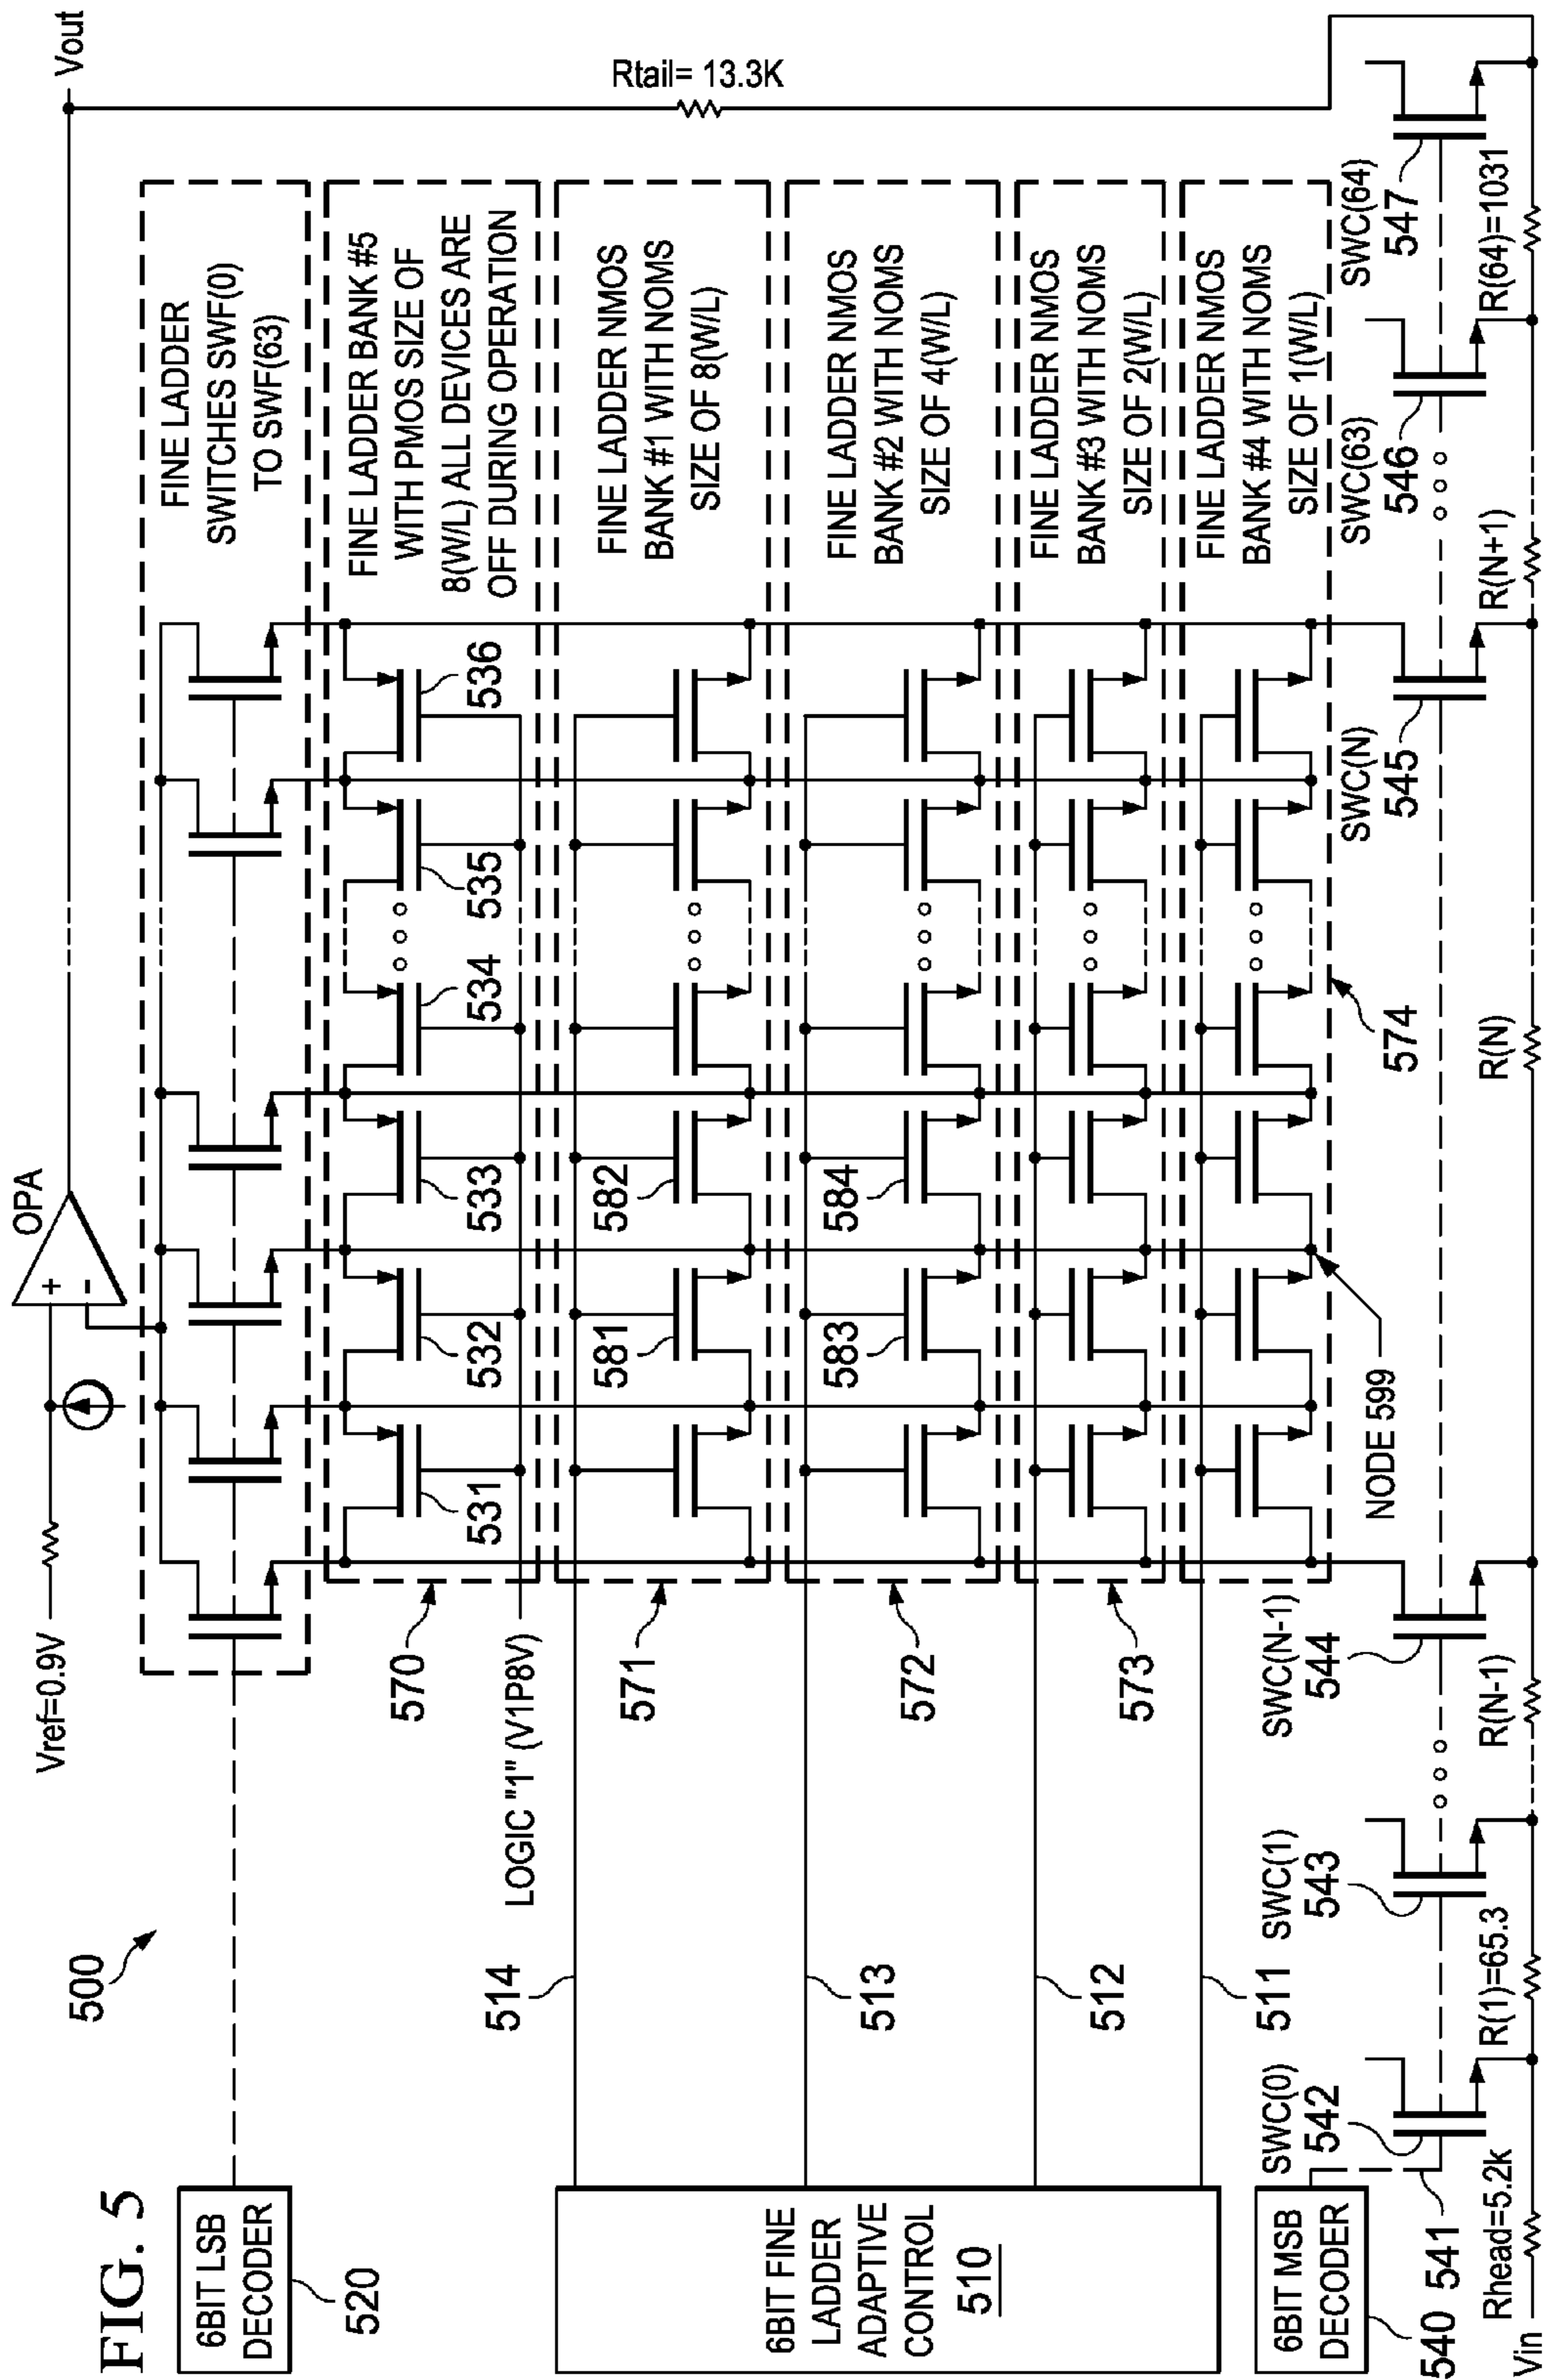 FIG. 5
500
6BIT LSB
DECODER
520
6BIT FINE
LADDER
ADAPTIVE
CONTROL
510
6BIT MSB
DECODER
540
541
514
513
512
511
Vref=0.9V
OPA
+
-
Vout
Rtail= 13.3K
FINE LADDER
SWITCHES SWF(0)
TO SWF(63)
LOGIC "1" (V1P8V)
570
531
532
533
534
535
536
FINE LADDER BANK #5
WITH PMOS SIZE OF
8(W/L) ALL DEVICES ARE
OFF DURING OPERATION
571
581
582
FINE LADDER NMOS
BANK #1 WITH NOMS
SIZE OF 8(W/L)
572
583
584
FINE LADDER NMOS
BANK #2 WITH NOMS
SIZE OF 4(W/L)
573
FINE LADDER NMOS
BANK #3 WITH NOMS
SIZE OF 2(W/L)
574
FINE LADDER NMOS
BANK #4 WITH NOMS
SIZE OF 1(W/L)
NODE 599
SWC(0)
542
SWC(1)
543
SWC(N-1)
544
SWC(N)
545
SWC(63)
546
SWC(64)
547
Vin
Rhead=5.2k
R(1)=65.3
R(N-1)
R(N)
R(N+1)
R(64)=1031